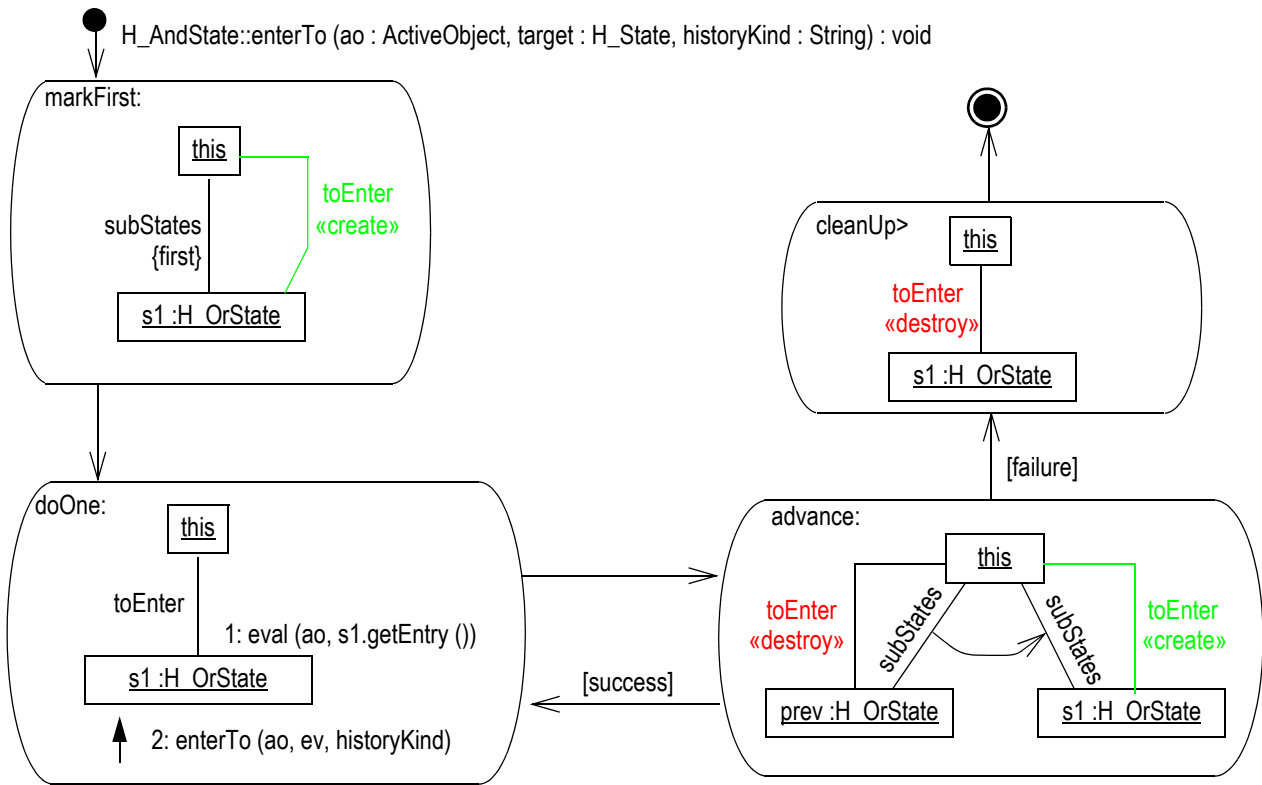 H_AndState::enterTo (ao : ActiveObject, target : H_State, historyKind : String) : void
markFirst:
this
toEnter
«create»
subStates
{first}
s1 :H_OrState
doOne:
this
toEnter
1: eval (ao, s1.getEntry ())
s1 :H_OrState
2: enterTo (ao, ev, historyKind)
[success]
advance:
this
toEnter
«destroy»
subStates
subStates
toEnter
«create»
prev :H_OrState
s1 :H_OrState
[failure]
cleanUp>
this
toEnter
«destroy»
s1 :H_OrState